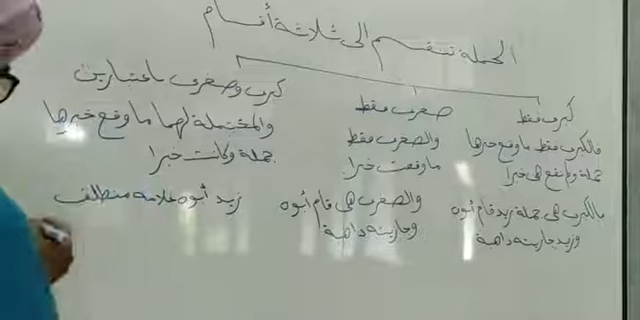 الجملة تنقسم الى ثلاثة أقسام
كبرى فقط
فالكبرى فقط ما وقع خبرها
جملة ولم تقع هي خبرا
فالكبرى هي جملة زيد قام أبوه
وزيد جاريته ذاهبة
صغرى فقط
والصغرى فقط
ما وقعت خبرا
والصغرى هي قام أبوه
وجاريته ذاهبة
كبرى وصغرى باعتبارين
والمحتملة لهما ما وقع خبرها
جملة وكانت خبرا
زيد أبوه غلامه منطلق